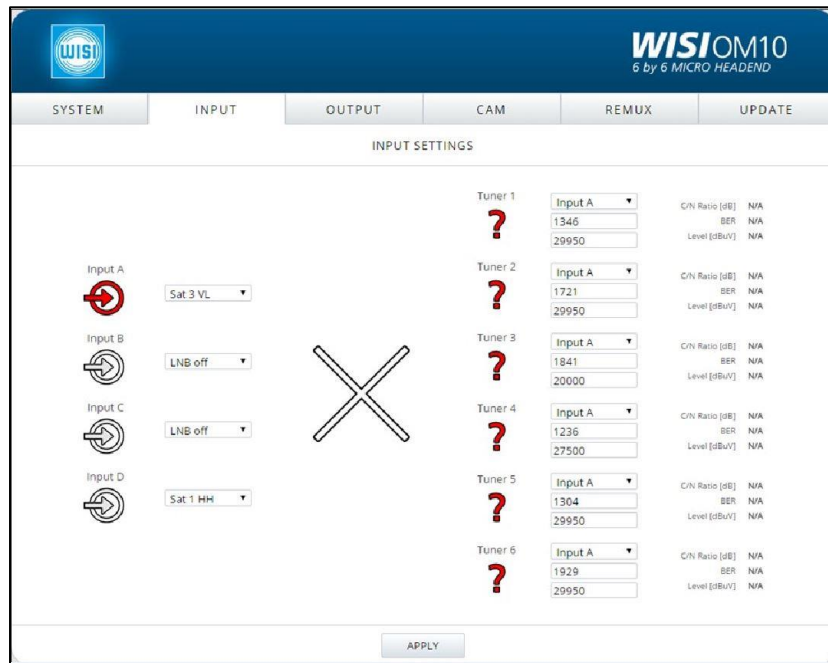 WISI
WISI OM10
6 by 6 MICRO HEADEND
SYSTEM INPUT OUTPUT CAM REMUX UPDATE
INPUT SETTINGS
Input A
Sat 3 VL
Input B
LNB off
Input C
LNB off
Input D
Sat 1 HH
Tuner 1
?
Input A
1346
29950
C/N Ratio [dB] N/A
BER N/A
Level [dBuV] N/A
Tuner 2
?
Input A
1721
29950
C/N Ratio [dB] N/A
BER N/A
Level [dBuV] N/A
Tuner 3
?
Input A
1841
20000
C/N Ratio [dB] N/A
BER N/A
Level [dBuV] N/A
Tuner 4
?
Input A
1236
27500
C/N Ratio [dB] N/A
BER N/A
Level [dBuV] N/A
Tuner 5
?
Input A
1304
29950
C/N Ratio [dB] N/A
BER N/A
Level [dBuV] N/A
Tuner 6
?
Input A
1929
29950
C/N Ratio [dB] N/A
BER N/A
Level [dBuV] N/A
APPLY